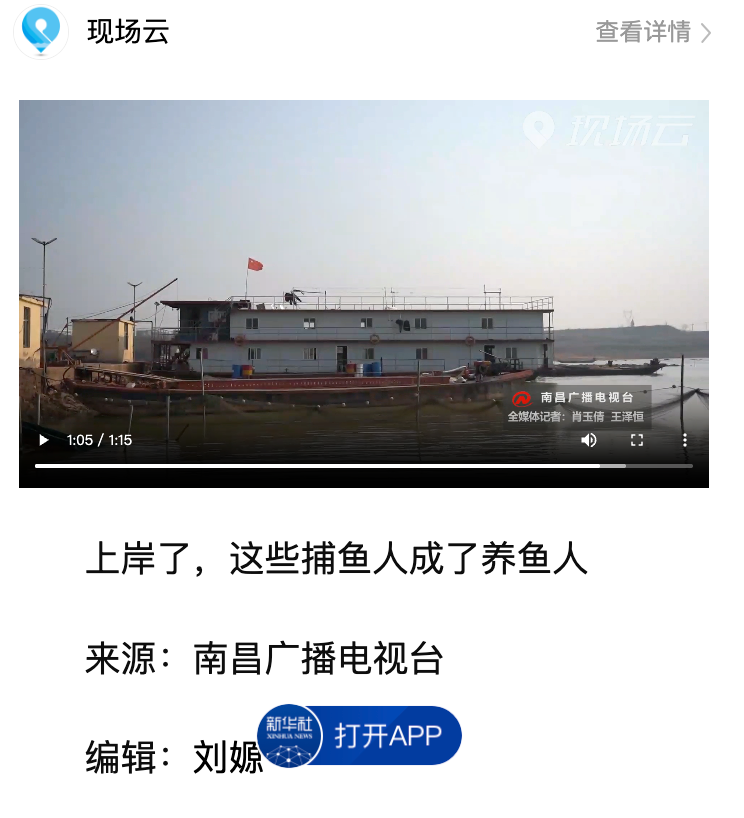 现场云
查看详情
现场云
南昌广播电视台
全媒体记者：肖玉倩 王泽恒
1:05 / 1:15
上岸了，这些捕鱼人成了养鱼人
来源：南昌广播电视台
编辑：刘嫄
新华社
XINHUA NEWS
打开APP